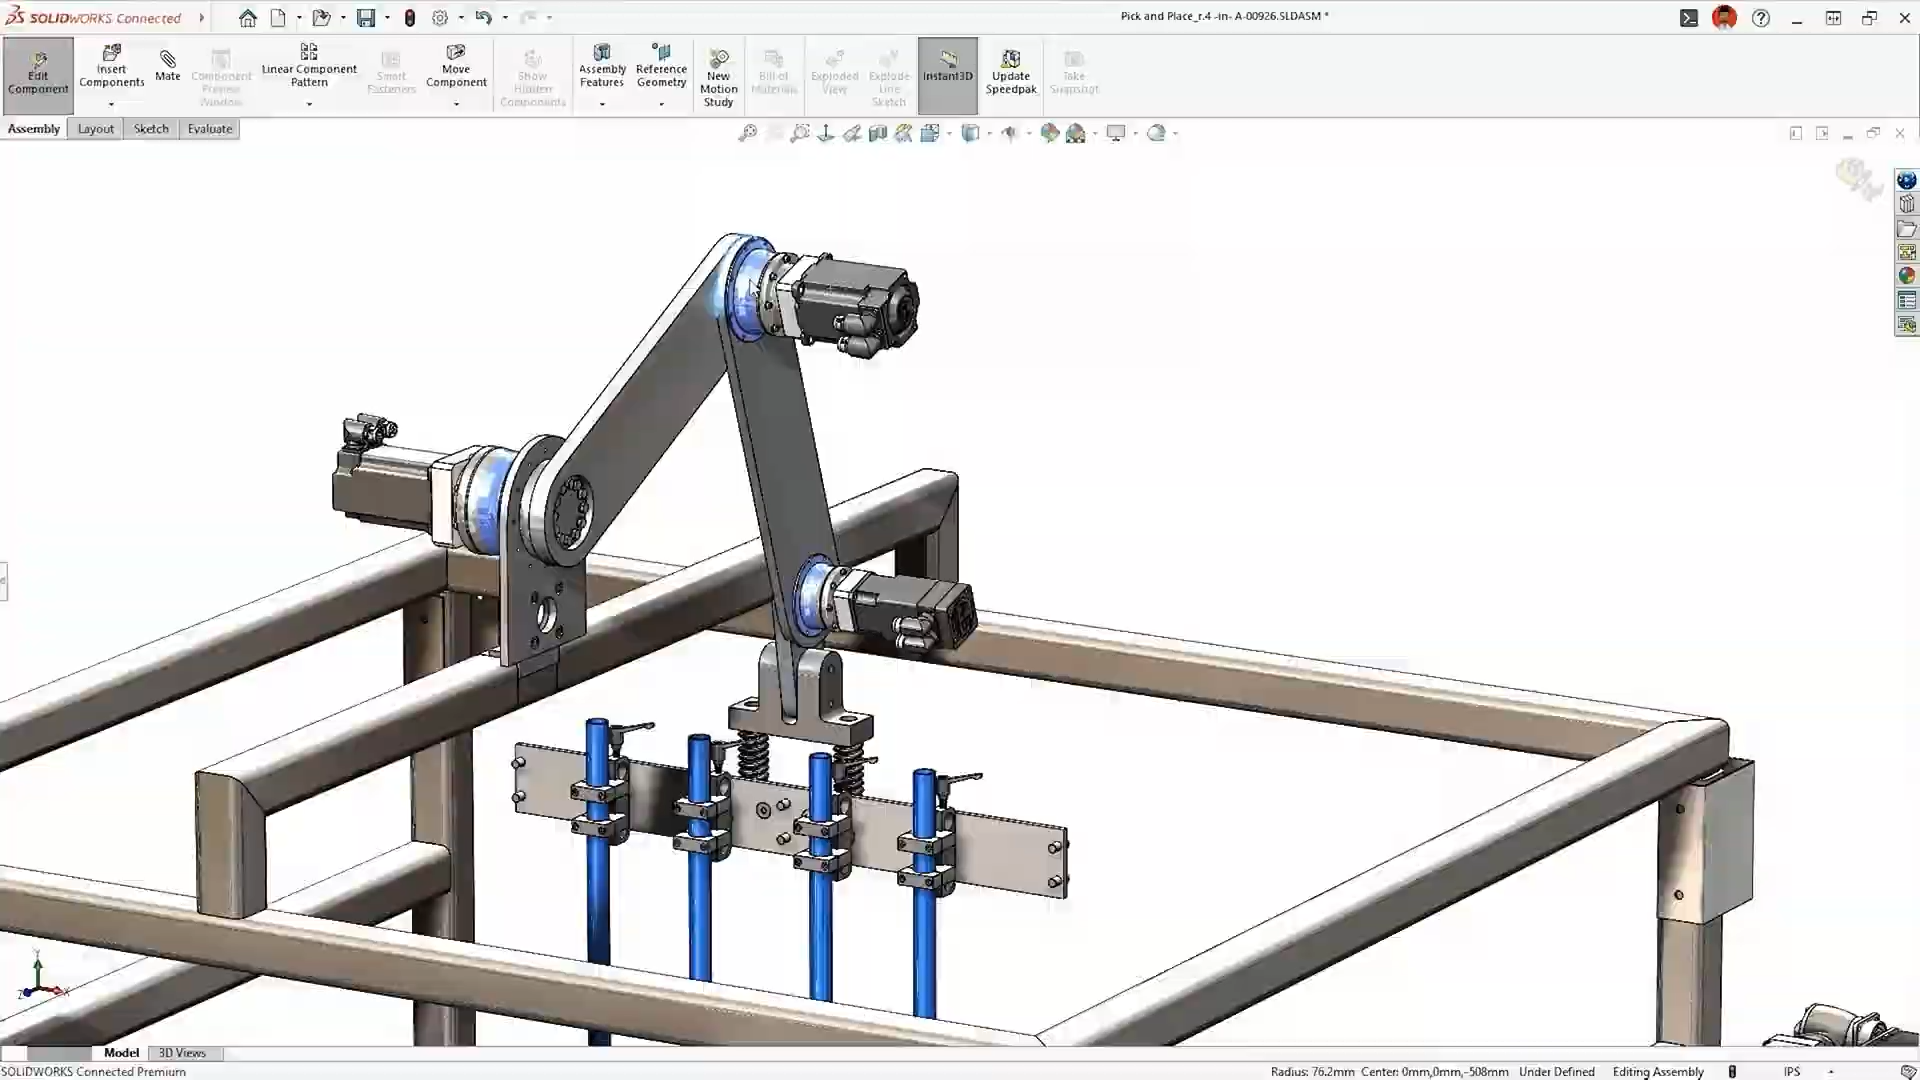 SOLIDWORKS Connected
Pick and Place_r.4 -in- A-00926.SLDASM *
Edit Component
Insert Components
Mate
Component Preview Window
Linear Component Pattern
Smart Fasteners
Move Component
Show Hidden Components
Assembly Features
Reference Geometry
New Motion Study
Bill of Materials
Exploded View
Explode Line Sketch
Instant3D
Update Speedpak
Take Snapshot
Assembly
Layout
Sketch
Evaluate
Y
Z
X
Model
3D Views
SOLIDWORKS Connected Premium
Radius: 76.2mm Center: 0mm,0mm,-508mm
Under Defined
Editing Assembly
IPS